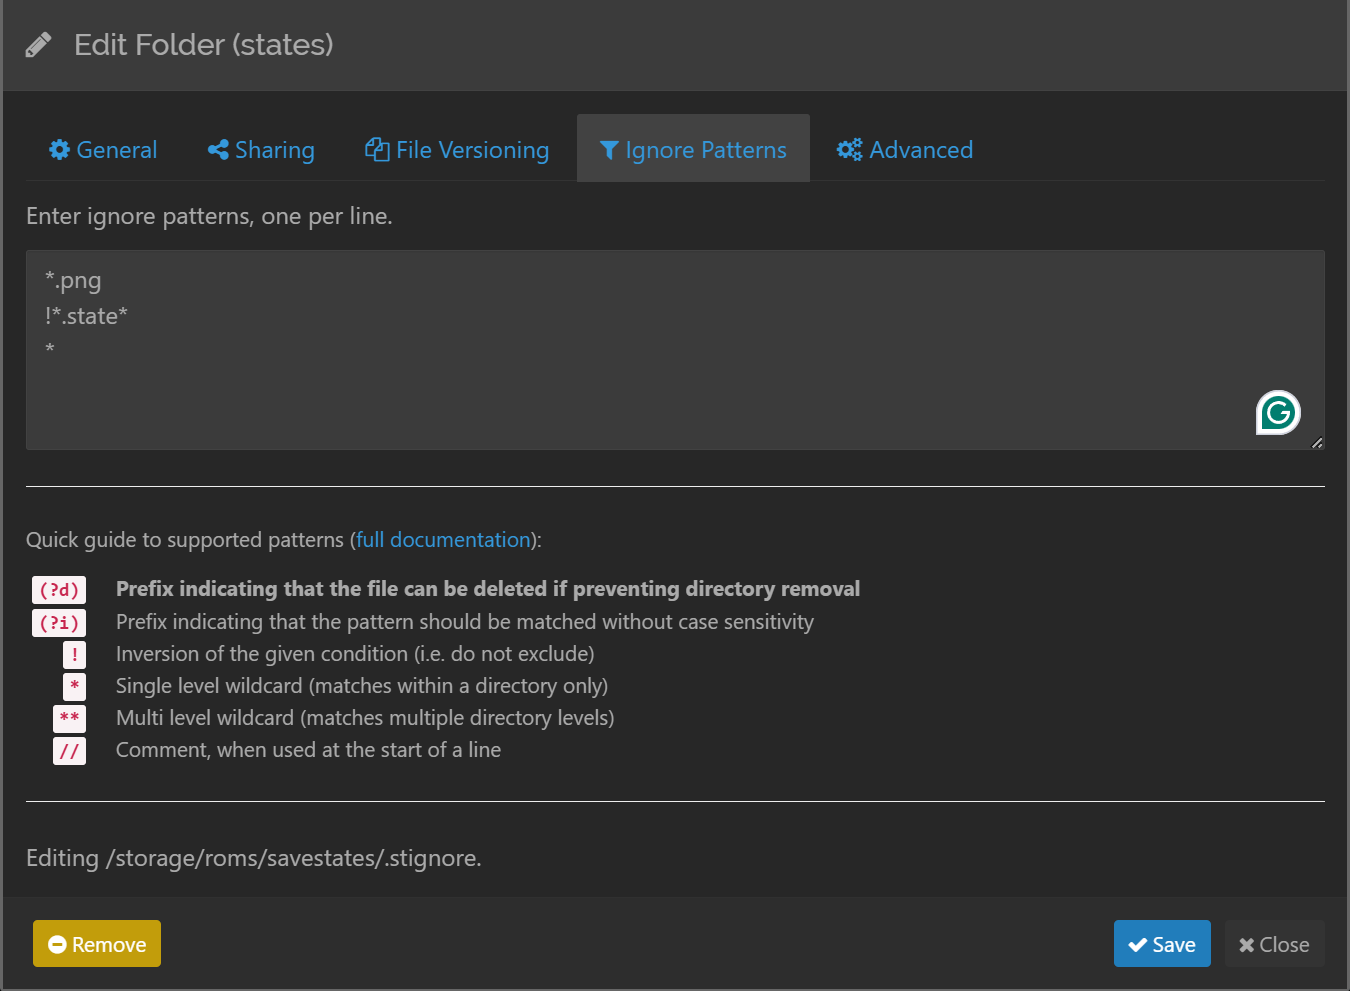 Edit Folder (states)
General Sharing File Versioning Ignore Patterns Advanced
Enter ignore patterns, one per line.
*.png
!*.state*
*
Quick guide to supported patterns (full documentation):
(?d) Prefix indicating that the file can be deleted if preventing directory removal
(?i) Prefix indicating that the pattern should be matched without case sensitivity
! Inversion of the given condition (i.e. do not exclude)
* Single level wildcard (matches within a directory only)
** Multi level wildcard (matches multiple directory levels)
// Comment, when used at the start of a line
Editing /storage/roms/savestates/.stignore.
Remove Save Close